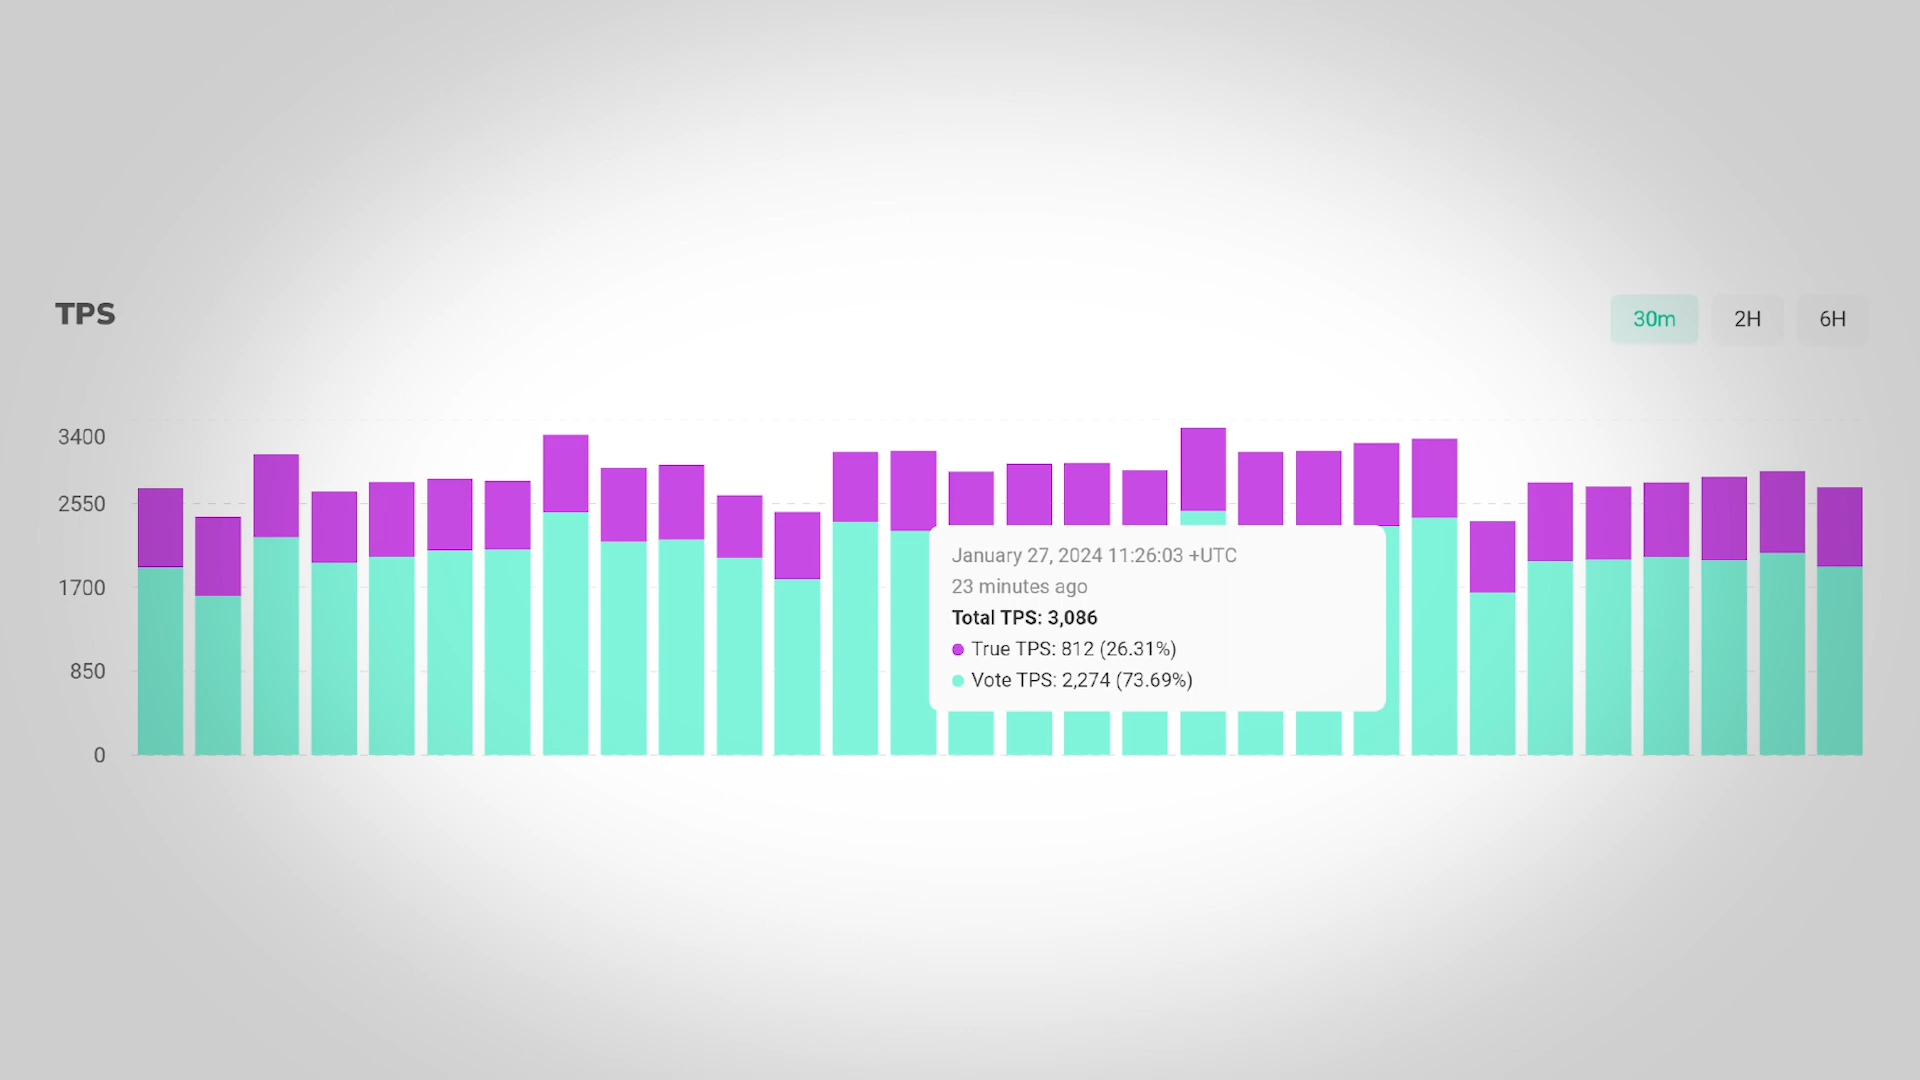 TPS
30m 2H 6H
3400
2550
1700
850
0
January 27, 2024 11:26:03 +UTC
23 minutes ago
Total TPS: 3,086
True TPS: 812 (26.31%)
Vote TPS: 2,274 (73.69%)